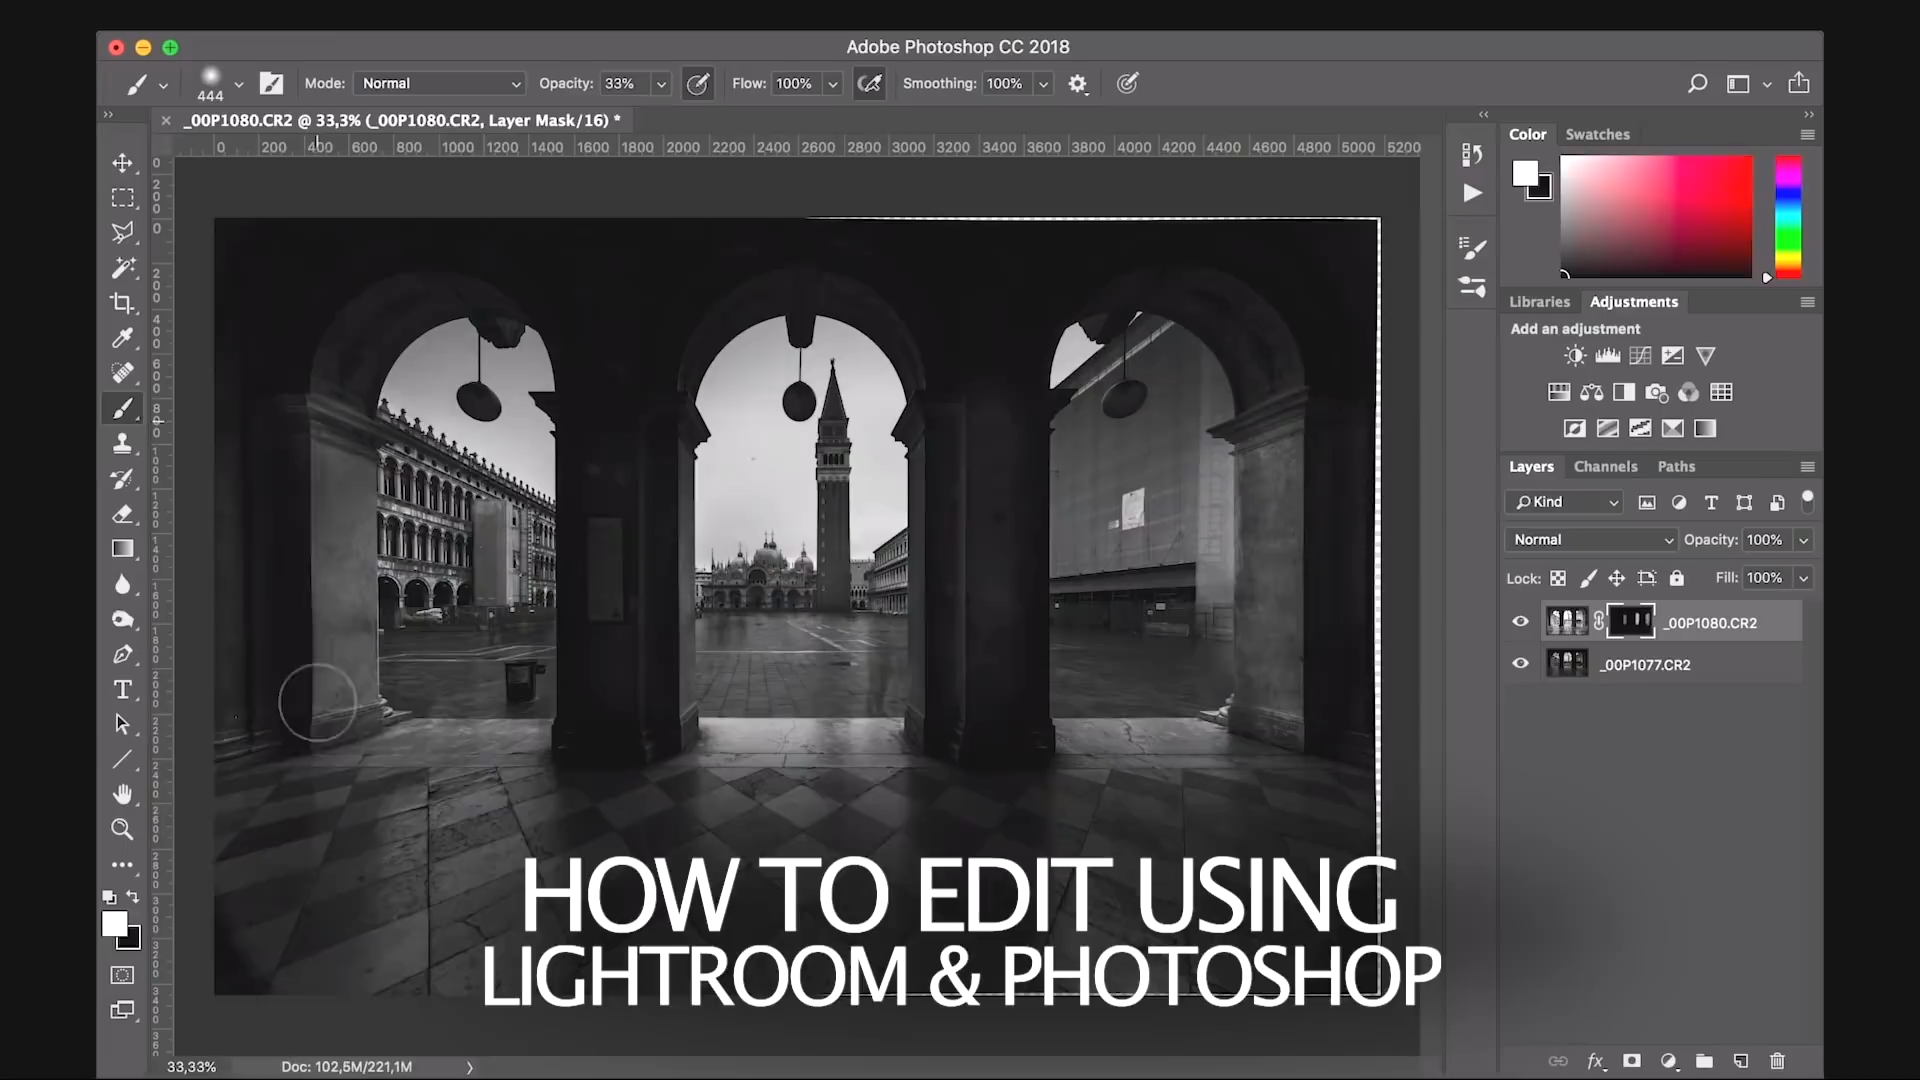 Adobe Photoshop CC 2018
444 Mode: Normal Opacity: 33% Flow: 100% Smoothing: 100%
_00P1080.CR2 @ 33,3% (_00P1080.CR2, Layer Mask/16) *
0 200 400 600 800 1000 1200 1400 1600 1800 2000 2200 2400 2600 2800 3000 3200 3400 3600 3800 4000 4200 4400 4600 4800 5000 5200
Color Swatches
Libraries Adjustments
Add an adjustment
Layers Channels Paths
Kind
Normal Opacity: 100%
Lock: Fill: 100%
_00P1080.CR2
_00P1077.CR2
HOW TO EDIT USING
LIGHTROOM & PHOTOSHOP
33,33% Doc: 102,5M/221,1M